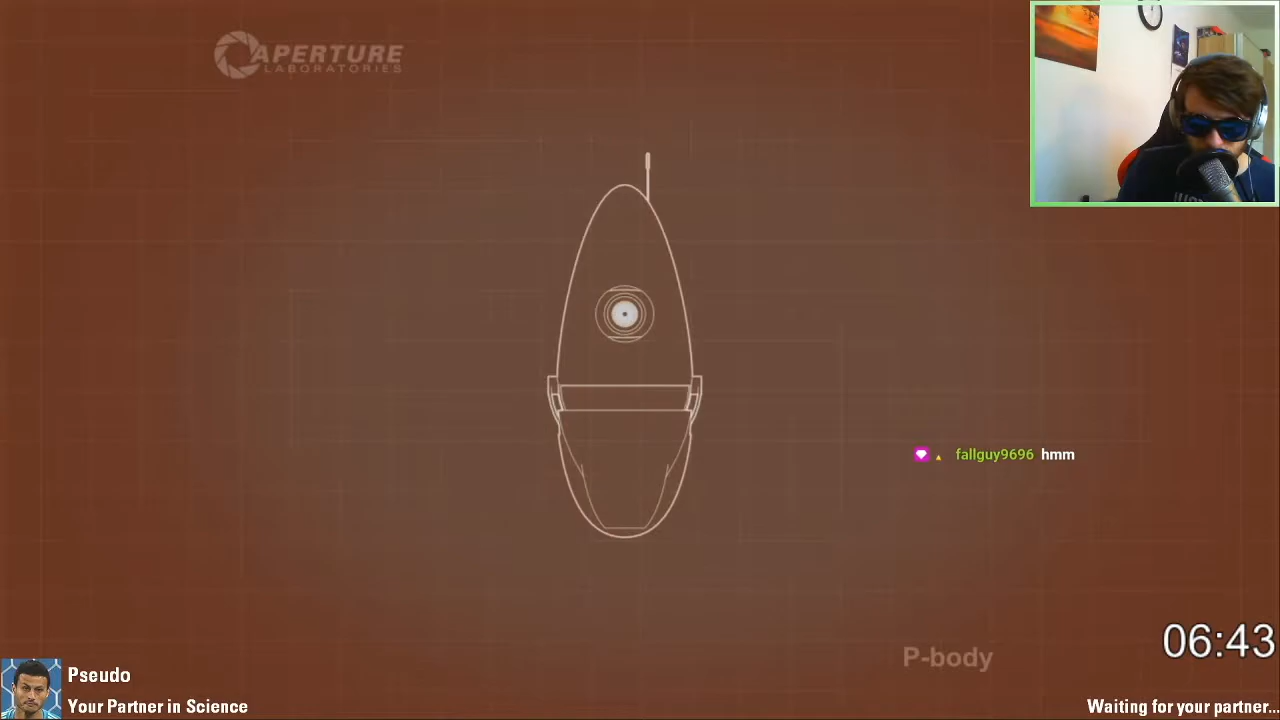 APERTURE
LABORATORIES
fallguy9696 hmm
06:43
P-body
Pseudo
Your Partner in Science
Waiting for your partner...